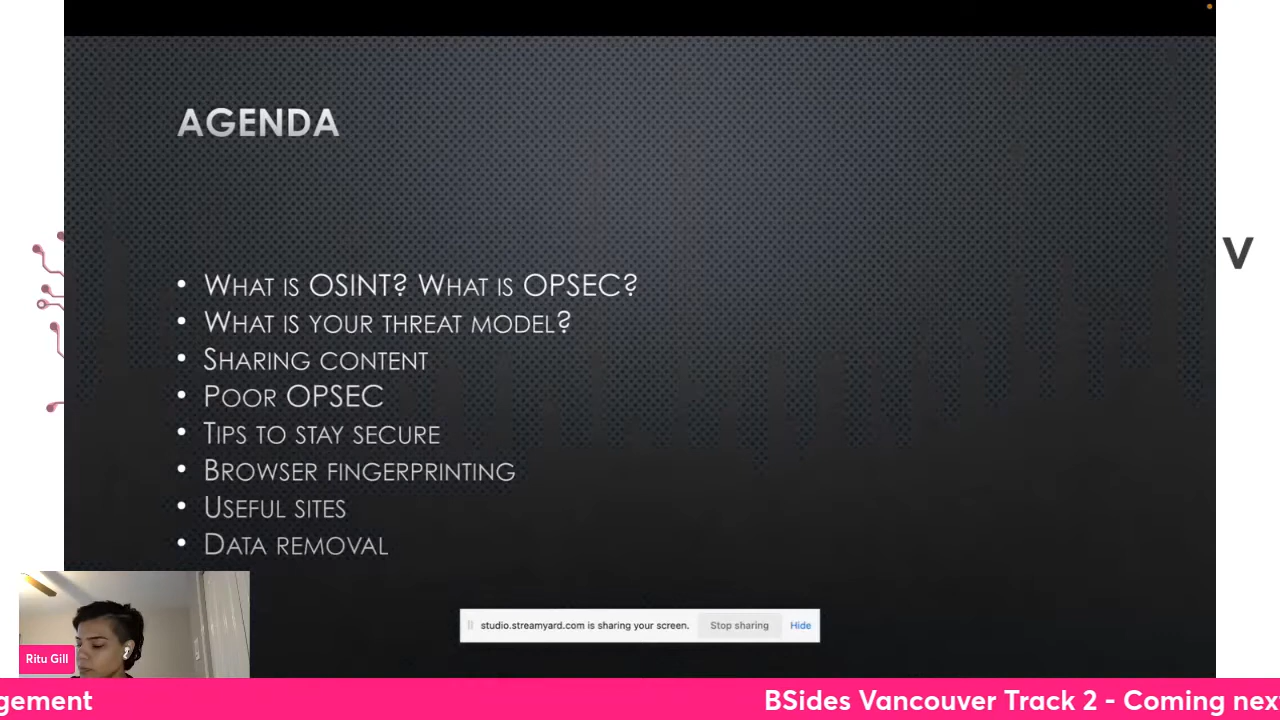 AGENDA
• WHAT IS OSINT? WHAT IS OPSEC?
• WHAT IS YOUR THREAT MODEL?
• SHARING CONTENT
• POOR OPSEC
• TIPS TO STAY SECURE
• BROWSER FINGERPRINTING
• USEFUL SITES
• DATA REMOVAL
V
studio.streamyard.com is sharing your screen. Stop sharing Hide
Ritu Gill
gement BSides Vancouver Track 2 - Coming nex